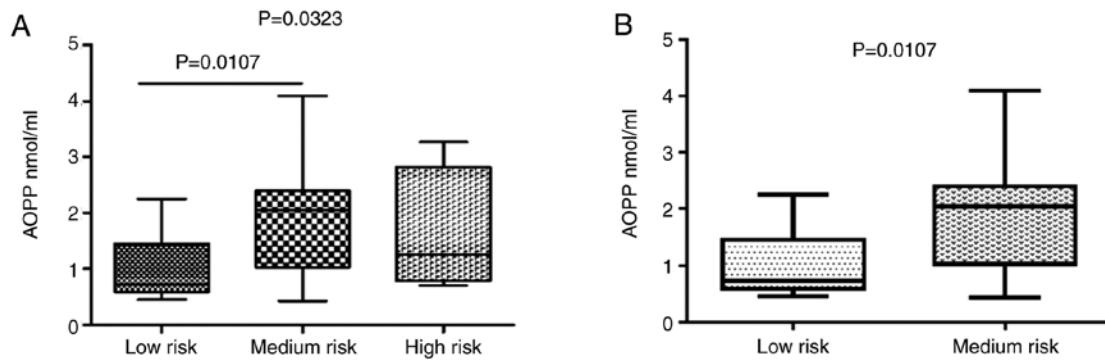 A
P=0.0323
P=0.0107
AOPP nmol/ml
5
4
3
2
1
0
Low risk
Medium risk
High risk
B
P=0.0107
AOPP nmol/ml
5
4
3
2
1
0
Low risk
Medium risk